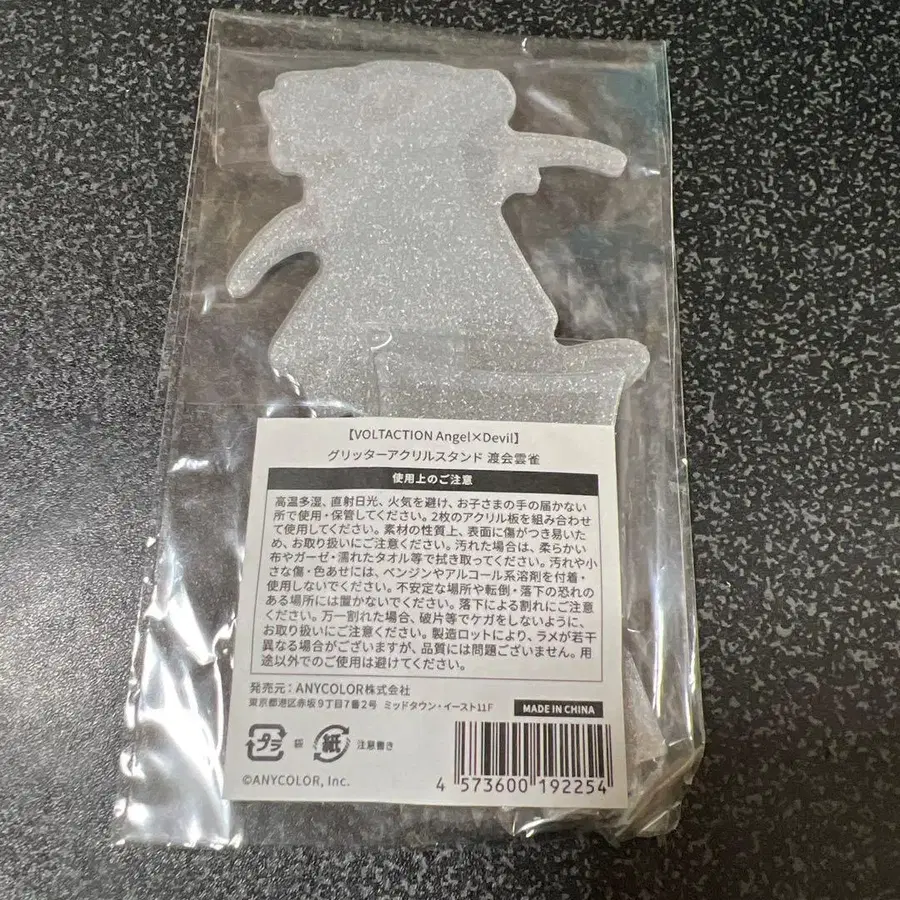 【VOLTACTION Angel×Devil】
グリッターアクリルスタンド 渡会雲雀
使用上のご注意
高温多湿、直射日光、火気を避け、お子さまの手の届かない
所で使用・保管してください。2枚のアクリル板を組み合わせ
て使用してください。素材の性質上、表面に傷がつき易いた
め、お取り扱いにご注意ください。汚れた場合は、柔らかい
布やガーゼ・濡れたタオル等で拭き取ってください。汚れや小
さな傷・色あせには、ベンジンやアルコール系溶剤を付着・
使用しないでください。不安定な場所や転倒・落下の恐れの
ある場所には置かないでください。落下による割れにご注意
ください。万一割れた場合、破片等でケガをしないように、
お取り扱いにご注意ください。製造ロットにより、ラメが若干
異なる場合がございますが、品質には問題ございません。用
途以外でのご使用は避けてください。
発売元：ANYCOLOR株式会社
東京都港区赤坂9丁目7番2号 ミッドタウン・イースト11F
MADE IN CHINA
プラ 袋 紙 注意書き
©ANYCOLOR, Inc.
4 573600 192254